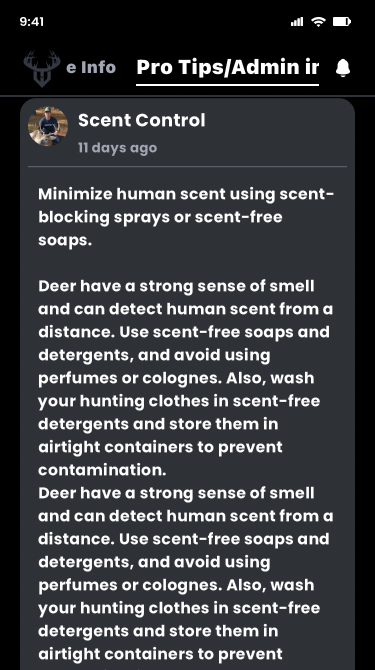 9:41
e Info Pro Tips/Admin ir
Scent Control
11 days ago
Minimize human scent using scent-
blocking sprays or scent-free
soaps.
Deer have a strong sense of smell
and can detect human scent from a
distance. Use scent-free soaps and
detergents, and avoid using
perfumes or colognes. Also, wash
your hunting clothes in scent-free
detergents and store them in
airtight containers to prevent
contamination.
Deer have a strong sense of smell
and can detect human scent from a
distance. Use scent-free soaps and
detergents, and avoid using
perfumes or colognes. Also, wash
your hunting clothes in scent-free
detergents and store them in
airtight containers to prevent